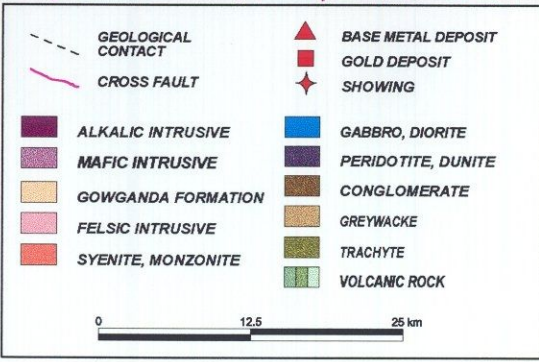 GEOLOGICAL
CONTACT
CROSS FAULT
BASE METAL DEPOSIT
GOLD DEPOSIT
SHOWING
ALKALIC INTRUSIVE
MAFIC INTRUSIVE
GOWGANDA FORMATION
FELSIC INTRUSIVE
SYENITE, MONZONITE
GABBRO, DIORITE
PERIDOTITE, DUNITE
CONGLOMERATE
GREYWACKE
TRACHYTE
VOLCANIC ROCK
0 12.5 25 km